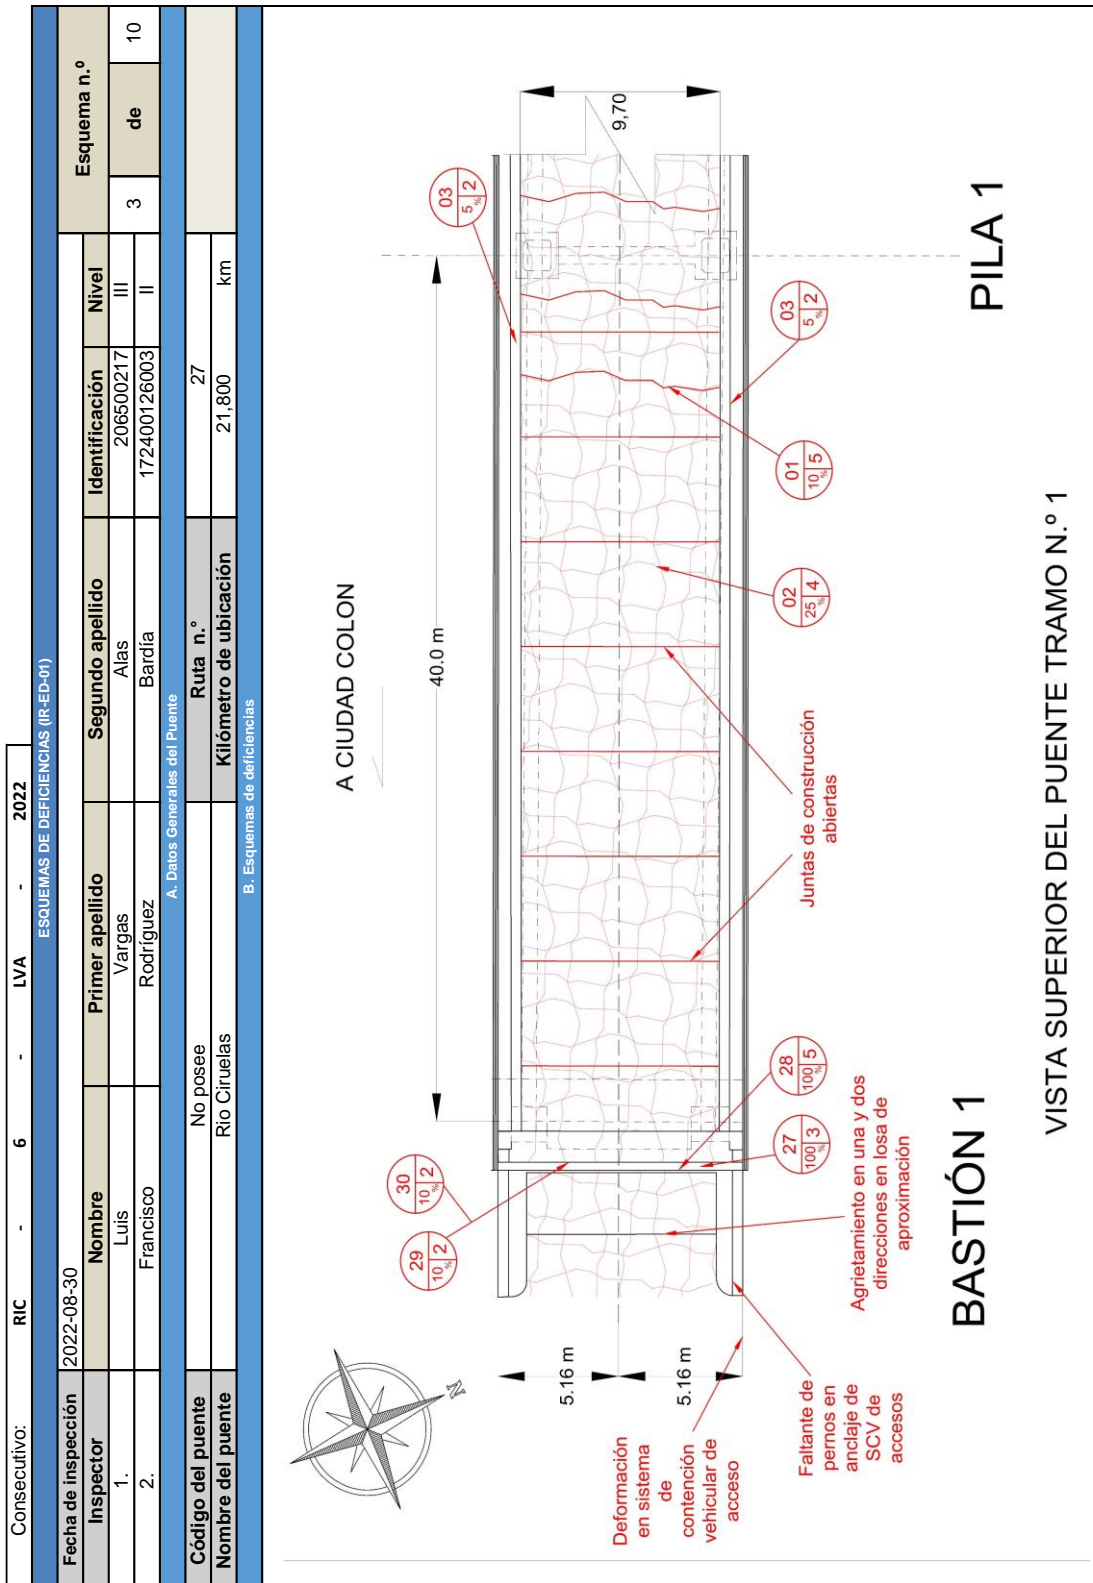 Consecutivo: RIC - 6 - LVA - 2022
ESQUEMAS DE DEFICIENCIAS (IR-ED-01)
Fecha de inspección 2022-08-30 Esquema n.º
Inspector Nombre Primer apellido Segundo apellido Identificación Nivel
1. Luis Vargas Alas 206500217 III 3 de 10
2. Francisco Rodríguez Bardía 172400126003 II
A. Datos Generales del Puente
Código del puente No posee Ruta n.° 27
Nombre del puente Rio Ciruelas Kilómetro de ubicación 21,800 km
B. Esquemas de deficiencias
A CIUDAD COLON
40.0 m
9,70
03
5 % 2
30
10 % 2
29
10 % 2
N
5.16 m
5.16 m
Deformación
en sistema
de
contención
vehicular de
acceso
Faltante de
pernos en
anclaje de
SCV de
accesos
Agrietamiento en una y dos
direcciones en losa de
aproximación
27
100 % 3
28
100 % 5
Juntas de construcción
abiertas
02
25 % 4
01
10 % 5
03
5 % 2
BASTIÓN 1
PILA 1
VISTA SUPERIOR DEL PUENTE TRAMO N.º 1